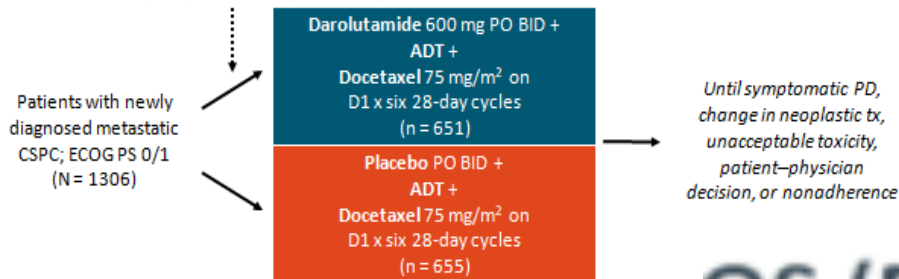 Darolutamide 600 mg PO BID +
ADT +
Docetaxel 75 mg/m² on
D1 x six 28-day cycles
(n = 651)
Patients with newly
diagnosed metastatic
CSPC; ECOG PS 0/1
(N = 1306)
Placebo PO BID +
ADT +
Docetaxel 75 mg/m² on
D1 x six 28-day cycles
(n = 655)
Until symptomatic PD,
change in neoplastic tx,
unacceptable toxicity,
patient–physician
decision, or nonadherence